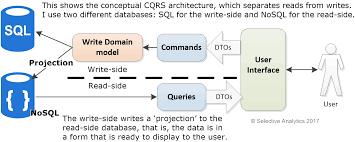 This shows the conceptual CQRS architecture, which separates reads from writes.
I use two different databases: SQL for the write-side and NoSQL for the read-side.
SQL
Write Domain
model
Commands
DTOs
User
Interface
Projection
Write-side
Read-side
User
{ }
Queries
DTOs
NoSQL
The write-side writes a 'projection' to the
read-side database, that is, the data is in
a form that is ready to display to the user.
© Selective Analytics 2017